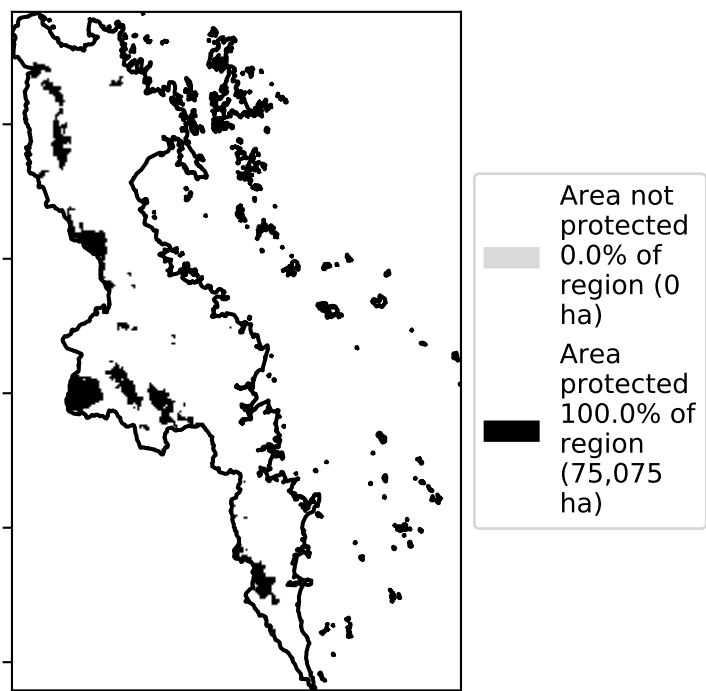 Area not
protected
0.0% of
region (0
ha)
Area
protected
100.0% of
region
(75,075
ha)